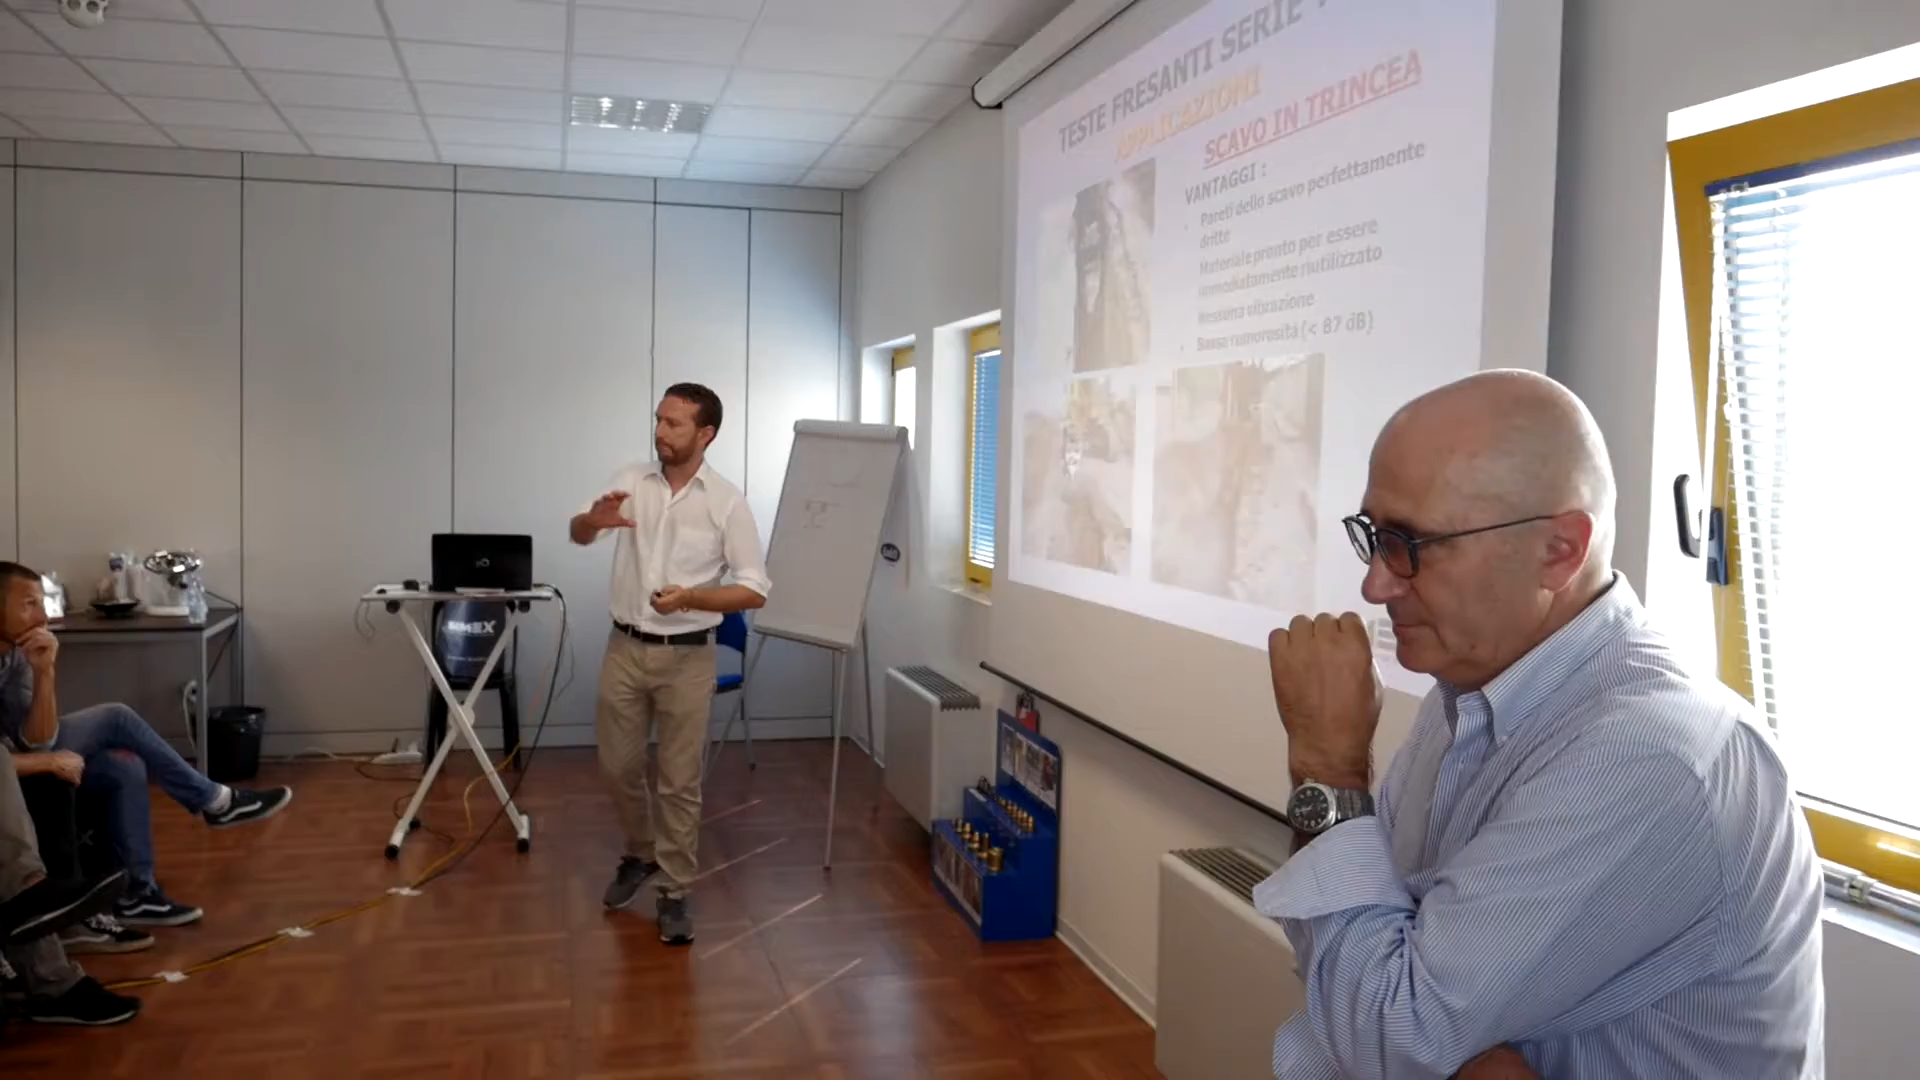 TESTE FRESANTI SERIE
APPLICAZIONI
SCAVO IN TRINCEA
VANTAGGI :
Pareti dello scavo perfettamente
dritte
Materiale pronto per essere
immediatamente riutilizzato
Nessuna vibrazione
Bassa rumorosità (< 87 dB)
SIMEX